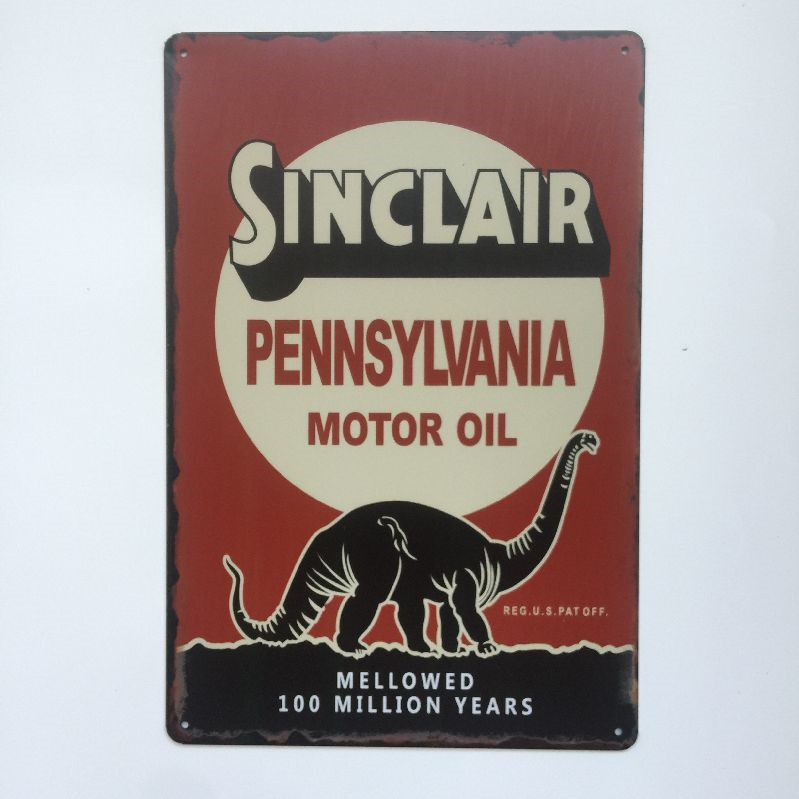 SINCLAIR
PENNSYLVANIA
MOTOR OIL
REG.U.S.PAT OFF.
MELLOWED
100 MILLION YEARS